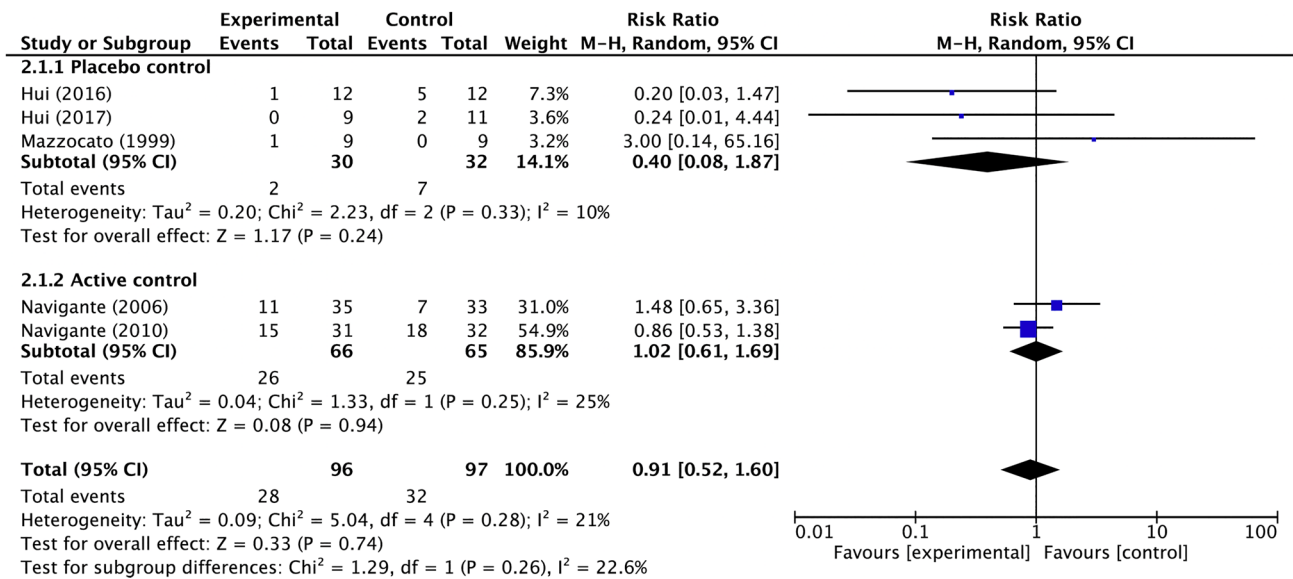 Experimental Control Risk Ratio Risk Ratio
Study or Subgroup Events Total Events Total Weight M-H, Random, 95% CI M-H, Random, 95% CI
2.1.1 Placebo control
Hui (2016) 1 12 5 12 7.3% 0.20 [0.03, 1.47]
Hui (2017) 0 9 2 11 3.6% 0.24 [0.01, 4.44]
Mazzocato (1999) 1 9 0 9 3.2% 3.00 [0.14, 65.16]
Subtotal (95% CI) 30 32 14.1% 0.40 [0.08, 1.87]
Total events 2 7
Heterogeneity: Tau² = 0.20; Chi² = 2.23, df = 2 (P = 0.33); I² = 10%
Test for overall effect: Z = 1.17 (P = 0.24)
2.1.2 Active control
Navigante (2006) 11 35 7 33 31.0% 1.48 [0.65, 3.36]
Navigante (2010) 15 31 18 32 54.9% 0.86 [0.53, 1.38]
Subtotal (95% CI) 66 65 85.9% 1.02 [0.61, 1.69]
Total events 26 25
Heterogeneity: Tau² = 0.04; Chi² = 1.33, df = 1 (P = 0.25); I² = 25%
Test for overall effect: Z = 0.08 (P = 0.94)
Total (95% CI) 96 97 100.0% 0.91 [0.52, 1.60]
Total events 28 32
Heterogeneity: Tau² = 0.09; Chi² = 5.04, df = 4 (P = 0.28); I² = 21%
Test for overall effect: Z = 0.33 (P = 0.74)
Test for subgroup differences: Chi² = 1.29, df = 1 (P = 0.26), I² = 22.6%
0.01 0.1 1 10 100
Favours [experimental] Favours [control]